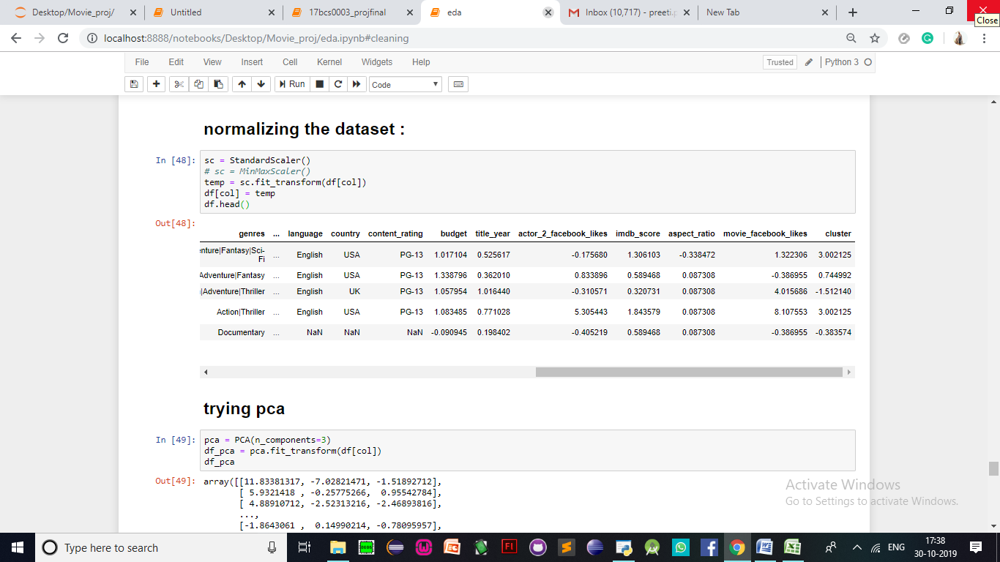 Desktop/Movie_proj/ Untitled 17bcs0003_projfinal eda Inbox (10,717) - preeti.p New Tab
Close
localhost:8888/notebooks/Desktop/Movie_proj/eda.ipynb#cleaning
File Edit View Insert Cell Kernel Widgets Help Trusted Python 3
Run Code
normalizing the dataset :
In [48]: sc = StandardScaler()
# sc = MinMaxScaler()
temp = sc.fit_transform(df[col])
df[col] = temp
df.head()
Out[48]:
genres ... language country content_rating budget title_year actor_2_facebook_likes imdb_score aspect_ratio movie_facebook_likes cluster
enture|Fantasy|Sci-
Fi ... English USA PG-13 1.017104 0.525617 -0.175680 1.306103 -0.338472 1.322306 3.002125
Adventure|Fantasy ... English USA PG-13 1.338796 0.362010 0.833896 0.589468 0.087308 -0.386955 0.744992
|Adventure|Thriller ... English UK PG-13 1.057954 1.016440 -0.310571 0.320731 0.087308 4.015686 -1.512140
Action|Thriller ... English USA PG-13 1.083485 0.771028 5.305443 1.843579 0.087308 8.107553 3.002125
Documentary ... NaN NaN NaN -0.090945 0.198402 -0.405219 0.589468 0.087308 -0.386955 -0.383574
trying pca
In [49]: pca = PCA(n_components=3)
df_pca = pca.fit_transform(df[col])
df_pca
Out[49]: array([[11.83381317, -7.02821471, -1.51892712],
[ 5.9321418 , -0.25775266, 0.95542784],
[ 4.88910712, -2.52313216, -2.46893816],
...,
[-1.8643061 , 0.14990214, -0.78095957],
Activate Windows
Go to Settings to activate Windows.
Type here to search ENG 17:38
30-10-2019